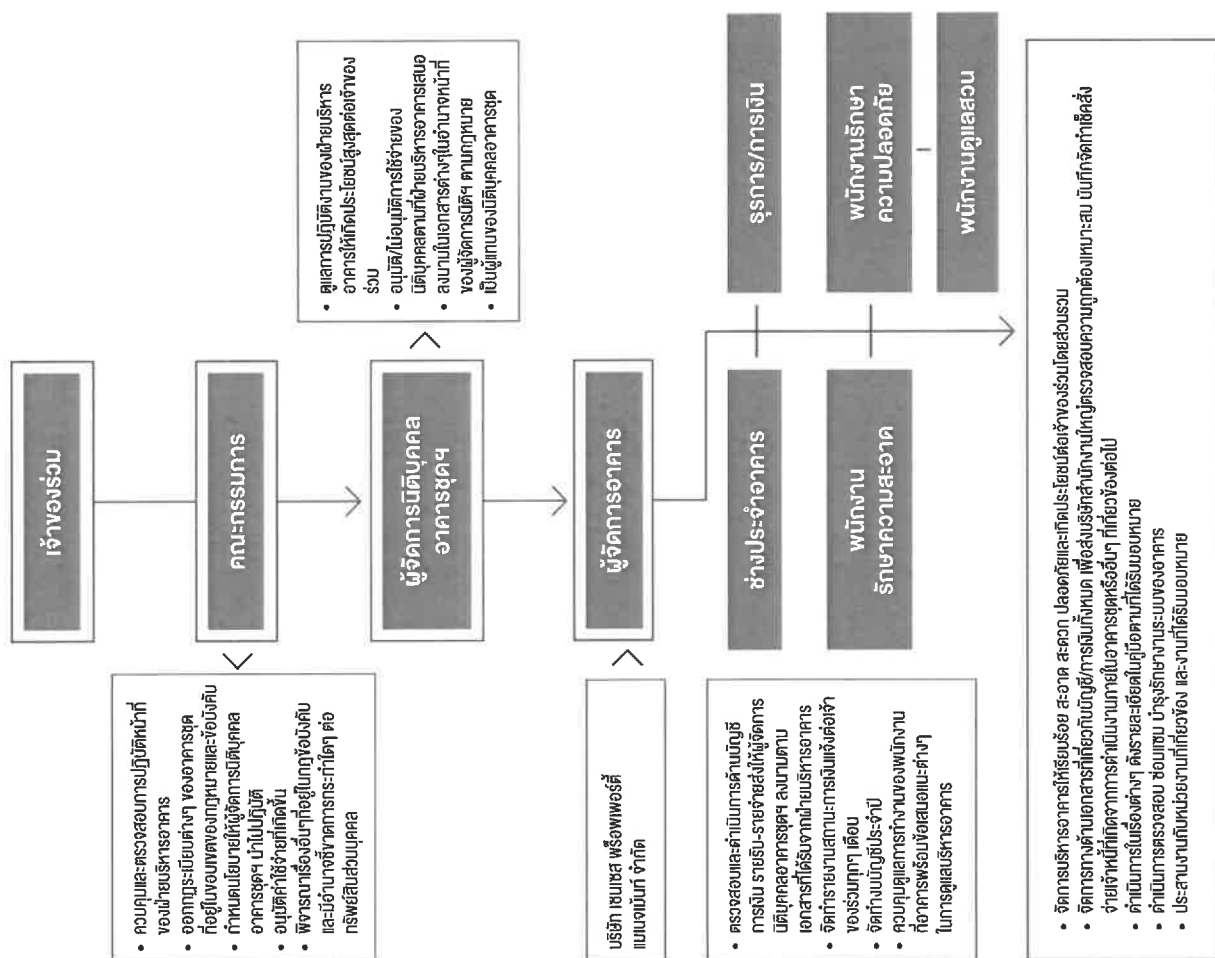 เจ้าของร่วม
คณะกรรมการ
• ควบคุมและตรวจสอบการปฏิบัติหน้าที่
ของฝ่ายบริหารอาคาร
• ออกกฎระเบียบต่างๆ ของอาคารชุด
ที่อยู่ในขอบเขตของกฎหมายและข้อบังคับ
• กำหนดนโยบายให้ผู้จัดการนิติบุคคล
อาคารชุดฯ นำไปปฏิบัติ
• อนุมัติค่าใช้จ่ายที่เกิดขึ้น
• พิจารณาเรื่องอื่นๆที่อยู่ในกฎข้อบังคับ
และมีอำนาจชี้ขาดการกระทำใดๆ ต่อ
ทรัพย์สินส่วนบุคคล
ผู้จัดการนิติบุคคล
อาคารชุดฯ
• ดูแลการปฏิบัติงานของฝ่ายบริหาร
อาคารให้เกิดประโยชน์สูงสุดต่อเจ้าของ
ร่วม
• อนุมัติ/ไม่อนุมัติการใช้จ่ายของ
นิติบุคคลตามที่ฝ่ายบริหารอาคารเสนอ
• ลงนามในเอกสารต่างๆในอำนาจหน้าที่
ของผู้จัดการนิติฯ ตามกฎหมาย
• เป็นผู้แทนของนิติบุคคลอาคารชุด
ผู้จัดการอาคาร
บริษัท เซนเซส พร็อพเพอร์ตี้
แมเนจเม้นท์ จำกัด
• ตรวจสอบและดำเนินการด้านบัญชี
การเงิน รายรับ-รายจ่ายส่งให้ผู้จัดการ
นิติบุคคลอาคารชุดฯ ลงนามตาม
เอกสารที่ได้รับจากฝ่ายบริหารอาคาร
• จัดทำรายงานสถานะการเงินแจ้งต่อเจ้า
ของร่วมทุกๆ เดือน
• จัดทำงบบัญชีประจำปี
• ควบคุมดูแลการทำงานของพนักงาน
ที่อาคารพร้อมข้อเสนอแนะต่างๆ
ในการดูแลบริหารอาคาร
ช่างประจำอาคาร
ธุรการ/การเงิน
พนักงาน
รักษาความสะอาด
พนักงานรักษา
ความปลอดภัย
พนักงานดูแลสวน
• จัดการบริหารอาคารให้เรียบร้อย สะอาด สะดวก ปลอดภัยและเกิดประโยชน์ต่อเจ้าของร่วมโดยส่วนรวม
• จัดการทางด้านเอกสารที่เกี่ยวกับบัญชี/การเงินทั้งหมด เพื่อส่งบริษัทสำนักงานใหญ่ตรวจสอบความถูกต้องเหมาะสม บันทึกจัดทำเช็คสั่ง
จ่ายเจ้าหนี้ที่เกิดจากการดำเนินงานภายในอาคารชุดหรืออื่นๆ ที่เกี่ยวข้องต่อไป
• ดำเนินการในเรื่องต่างๆ ดังรายละเอียดในคู่มือตามที่ได้รับมอบหมาย
• ดำเนินการตรวจสอบ ซ่อมแซม บำรุงรักษางานระบบของอาคาร
• ประสานงานกับหน่วยงานที่เกี่ยวข้อง และงานที่ได้รับมอบหมาย